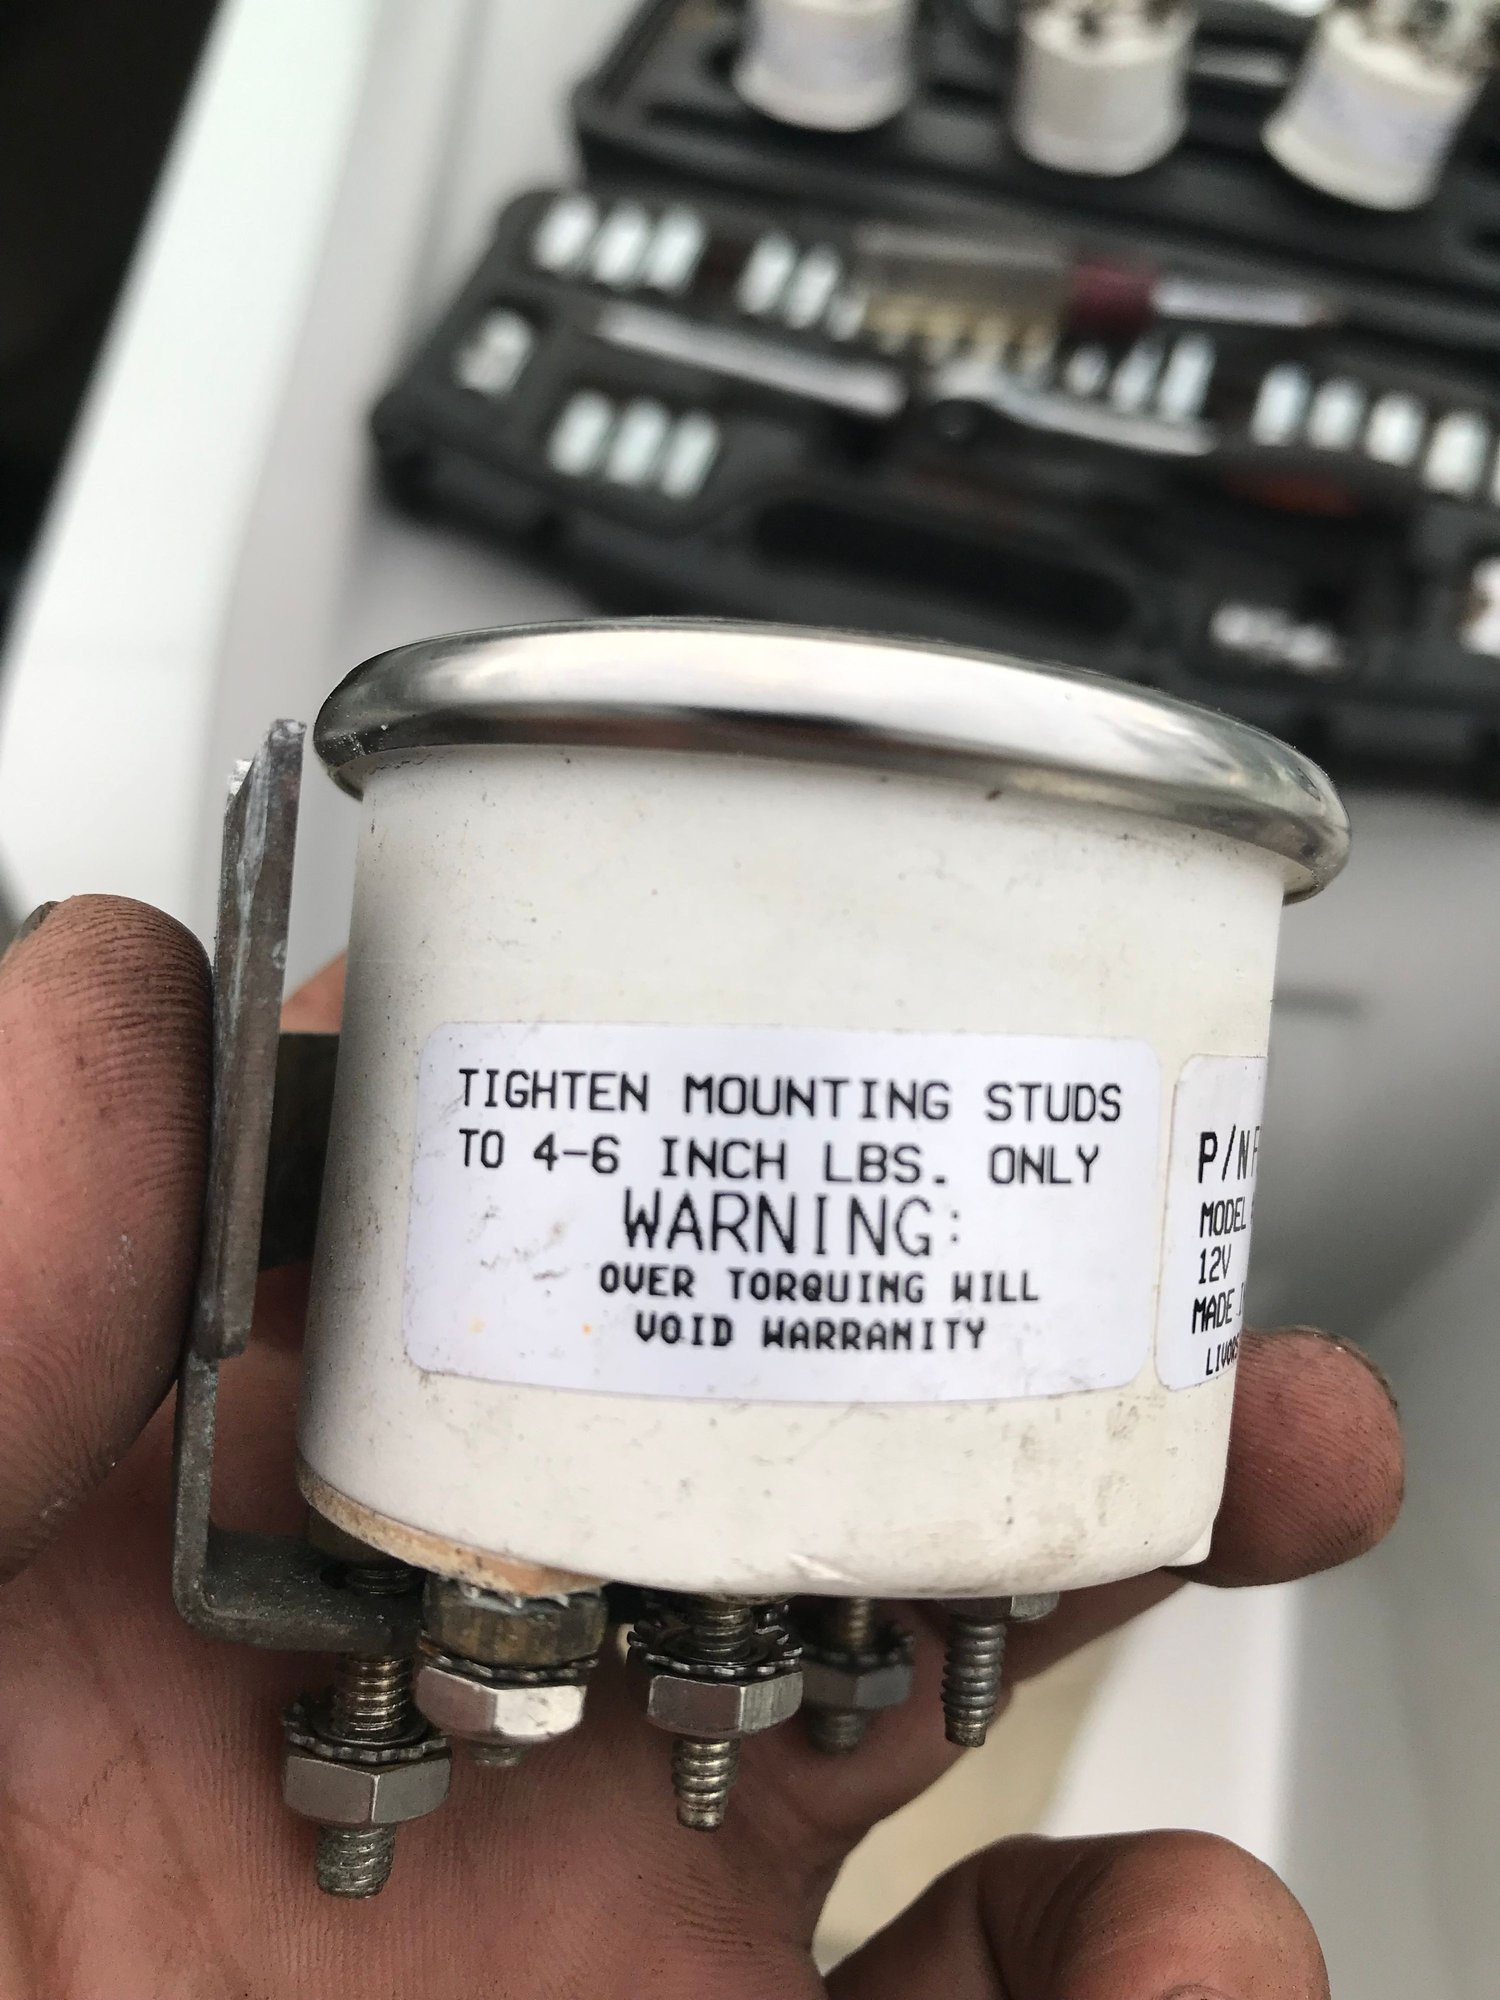 TIGHTEN MOUNTING STUDS
TO 4-6 INCH LBS. ONLY
WARNING:
OVER TORQUING WILL
VOID WARRANITY
P/N
MODEL
12V
MADE